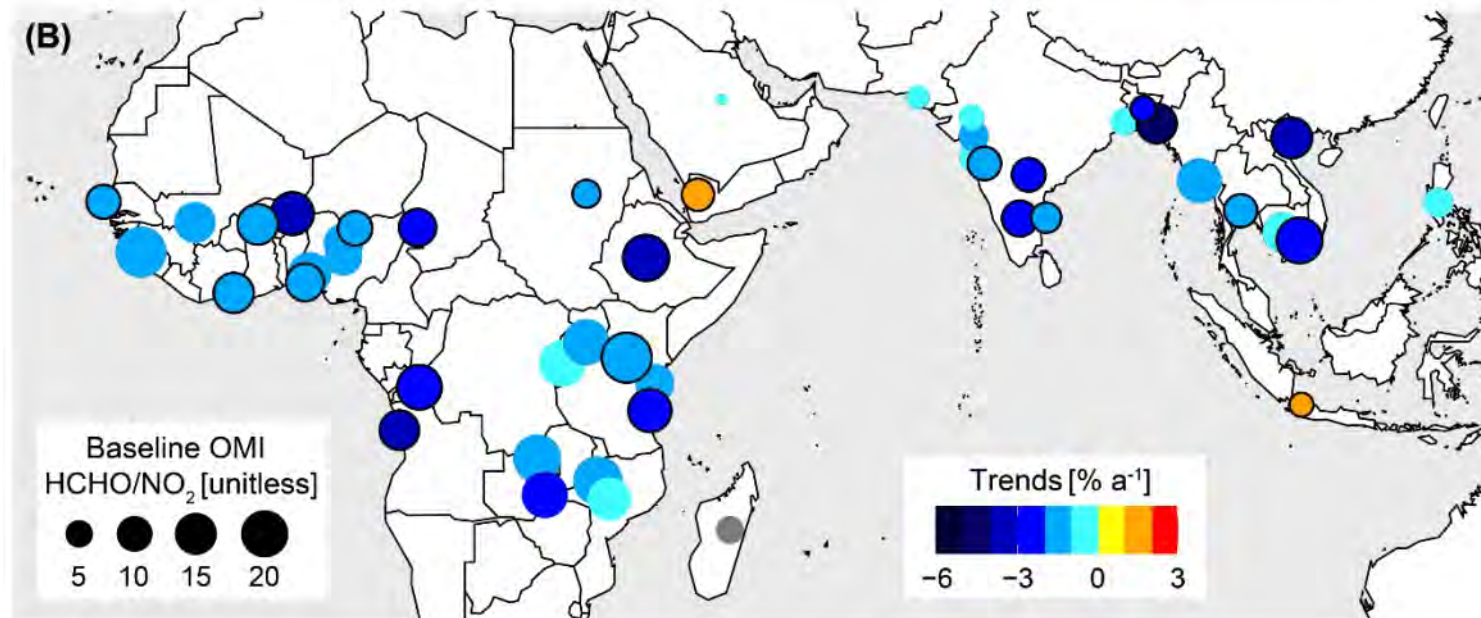 (B)
Baseline OMI
HCHO/NO₂ [unitless]
5 10 15 20
Trends [% a⁻¹]
−6 −3 0 3